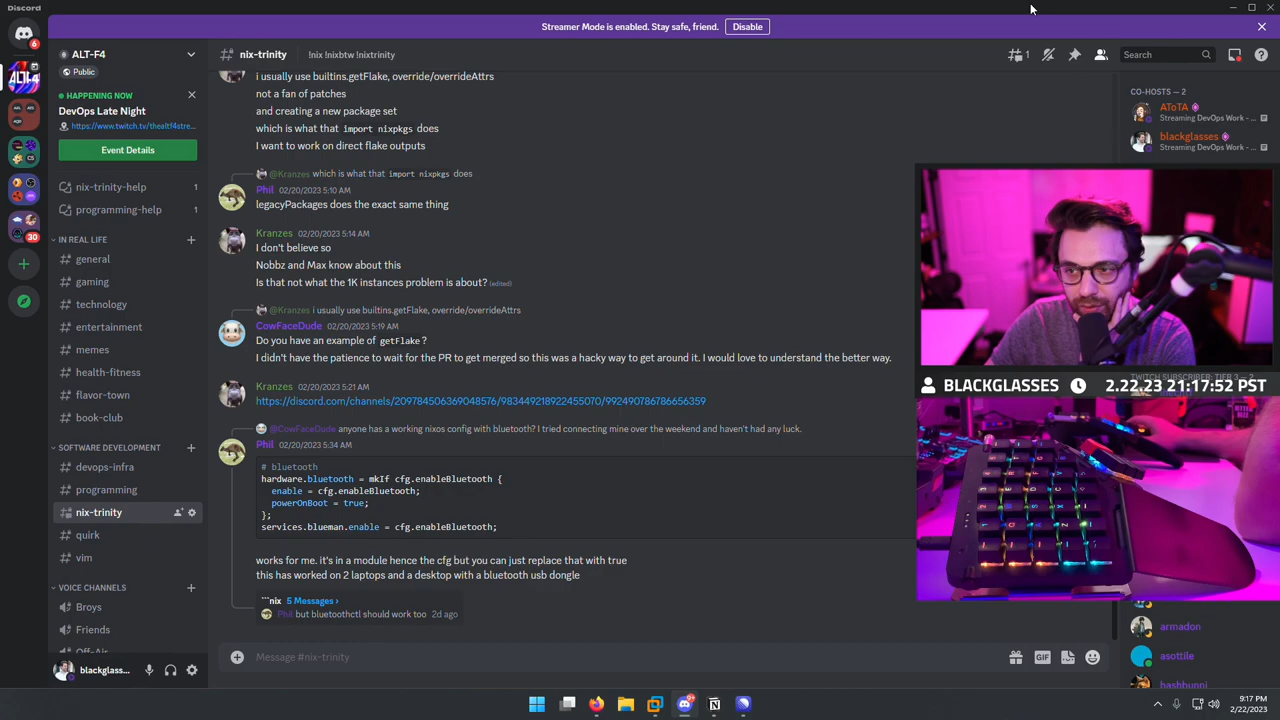 Discord
Streamer Mode is enabled. Stay safe, friend.
Disable
6
30
ALT-F4
Public
HAPPENING NOW
DevOps Late Night
https://www.twitch.tv/thealtf4stre...
Event Details
nix-trinity-help 1
programming-help 1
IN REAL LIFE
general
gaming
technology
entertainment
memes
health-fitness
flavor-town
book-club
SOFTWARE DEVELOPMENT
devops-infra
programming
nix-trinity
quirk
vim
VOICE CHANNELS
Broys
Friends
Off-Air
blackglass...
nix-trinity
!nix !nixbtw !nixtrinity
1
Search
i usually use builtins.getFlake, override/overrideAttrs
not a fan of patches
and creating a new package set
which is what that import nixpkgs does
I want to work on direct flake outputs
@Kranzes which is what that import nixpkgs does
Phil 02/20/2023 5:10 AM
legacyPackages does the exact same thing
Kranzes 02/20/2023 5:14 AM
I don't believe so
Nobbz and Max know about this
Is that not what the 1K instances problem is about? (edited)
@Kranzes i usually use builtins.getFlake, override/overrideAttrs
CowFaceDude 02/20/2023 5:19 AM
Do you have an example of getFlake?
I didn't have the patience to wait for the PR to get merged so this was a hacky way to get around it. I would love to understand the better way.
Kranzes 02/20/2023 5:21 AM
https://discord.com/channels/209784506369048576/983449218922455070/992490786786656359
@CowFaceDude anyone has a working nixos config with bluetooth? I tried connecting mine over the weekend and haven't had any luck.
Phil 02/20/2023 5:34 AM
# bluetooth
hardware.bluetooth = mkIf cfg.enableBluetooth {
enable = cfg.enableBluetooth;
powerOnBoot = true;
};
services.blueman.enable = cfg.enableBluetooth;
works for me. it's in a module hence the cfg but you can just replace that with true
this has worked on 2 laptops and a desktop with a bluetooth usb dongle
```nix 5 Messages ›
Phil but bluetoothctl should work too 2d ago
Message #nix-trinity
GIF
CO-HOSTS — 2
AToTA
Streaming DevOps Work - ...
blackglasses
Streaming DevOps Work - ...
BLACKGLASSES 2.22.23 21:17:52 PST
armadon
asottile
bashbunni
9:17 PM
2/22/2023